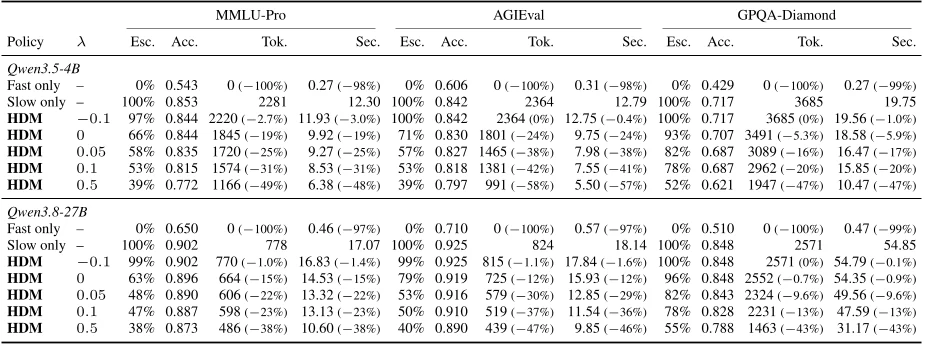 MMLU-Pro AGIEval GPQA-Diamond
Policy λ Esc. Acc. Tok. Sec. Esc. Acc. Tok. Sec. Esc. Acc. Tok. Sec.
Qwen3.5-4B
Fast only – 0% 0.543 0 (−100%) 0.27 (−98%) 0% 0.606 0 (−100%) 0.31 (−98%) 0% 0.429 0 (−100%) 0.27 (−99%)
Slow only – 100% 0.853 2281 12.30 100% 0.842 2364 12.79 100% 0.717 3685 19.75
HDM −0.1 97% 0.844 2220 (−2.7%) 11.93 (−3.0%) 100% 0.842 2364 (0%) 12.75 (−0.4%) 100% 0.717 3685 (0%) 19.56 (−1.0%)
HDM 0 66% 0.844 1845 (−19%) 9.92 (−19%) 71% 0.830 1801 (−24%) 9.75 (−24%) 93% 0.707 3491 (−5.3%) 18.58 (−5.9%)
HDM 0.05 58% 0.835 1720 (−25%) 9.27 (−25%) 57% 0.827 1465 (−38%) 7.98 (−38%) 82% 0.687 3089 (−16%) 16.47 (−17%)
HDM 0.1 53% 0.815 1574 (−31%) 8.53 (−31%) 53% 0.818 1381 (−42%) 7.55 (−41%) 78% 0.687 2962 (−20%) 15.85 (−20%)
HDM 0.5 39% 0.772 1166 (−49%) 6.38 (−48%) 39% 0.797 991 (−58%) 5.50 (−57%) 52% 0.621 1947 (−47%) 10.47 (−47%)
Qwen3.8-27B
Fast only – 0% 0.650 0 (−100%) 0.46 (−97%) 0% 0.710 0 (−100%) 0.57 (−97%) 0% 0.510 0 (−100%) 0.47 (−99%)
Slow only – 100% 0.902 778 17.07 100% 0.925 824 18.14 100% 0.848 2571 54.85
HDM −0.1 99% 0.902 770 (−1.0%) 16.83 (−1.4%) 99% 0.925 815 (−1.1%) 17.84 (−1.6%) 100% 0.848 2571 (0%) 54.79 (−0.1%)
HDM 0 63% 0.896 664 (−15%) 14.53 (−15%) 79% 0.919 725 (−12%) 15.93 (−12%) 96% 0.848 2552 (−0.7%) 54.35 (−0.9%)
HDM 0.05 48% 0.890 606 (−22%) 13.32 (−22%) 53% 0.916 579 (−30%) 12.85 (−29%) 82% 0.843 2324 (−9.6%) 49.56 (−9.6%)
HDM 0.1 47% 0.887 598 (−23%) 13.13 (−23%) 50% 0.910 519 (−37%) 11.54 (−36%) 78% 0.828 2231 (−13%) 47.59 (−13%)
HDM 0.5 38% 0.873 486 (−38%) 10.60 (−38%) 40% 0.890 439 (−47%) 9.85 (−46%) 55% 0.788 1463 (−43%) 31.17 (−43%)